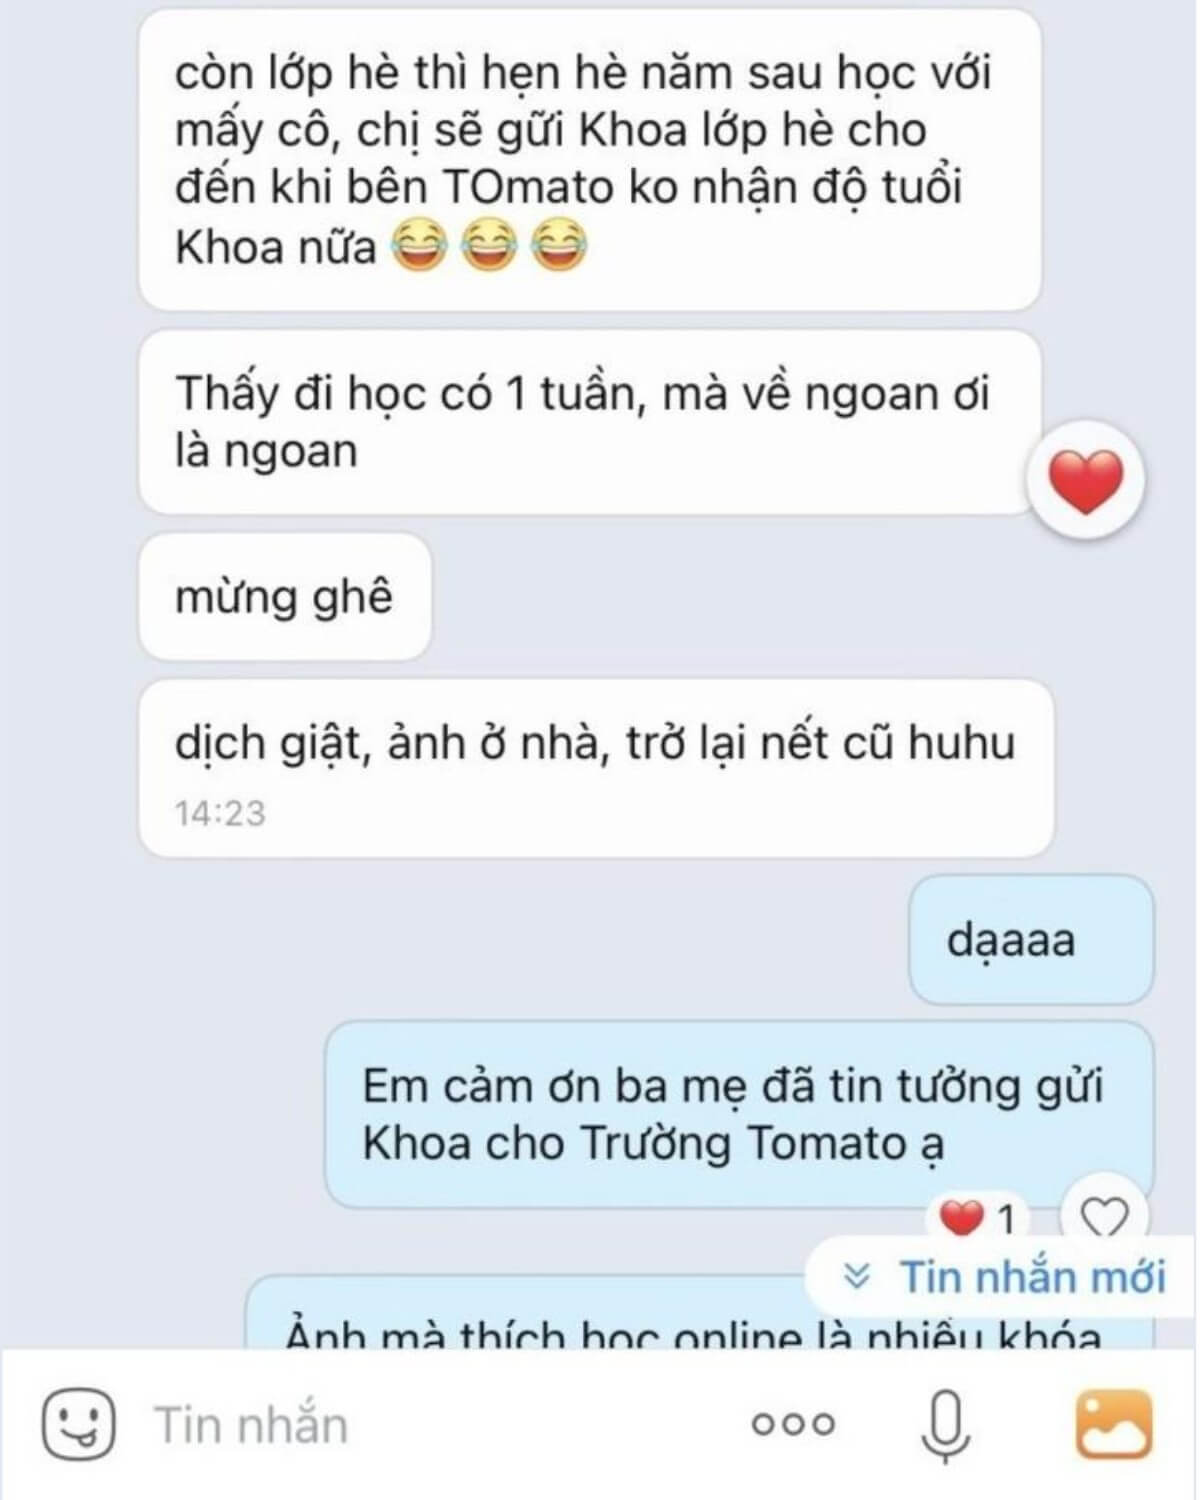 còn lớp hè thì hẹn hè năm sau học với
mấy cô, chị sẽ gửi Khoa lớp hè cho
đến khi bên TOmato ko nhận độ tuổi
Khoa nữa 😂😂😂
Thấy đi học có 1 tuần, mà về ngoan ơi
là ngoan
mừng ghê
dịch giật, ảnh ở nhà, trở lại nết cũ huhu
14:23
dạaaa
Em cảm ơn ba mẹ đã tin tưởng gửi
Khoa cho Trường Tomato ạ
1
Tin nhắn mới
Ảnh mà thích học online là nhiều khóa
Tin nhắn